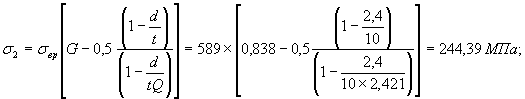 σ₂ = σ_вр [G − 0,5 (1 − d/t) / (1 − d/(tQ))] = 589 × [0,838 − 0,5 (1 − 2,4/10) / (1 − 2,4/(10 × 2,421))] = 244,39 МПа;